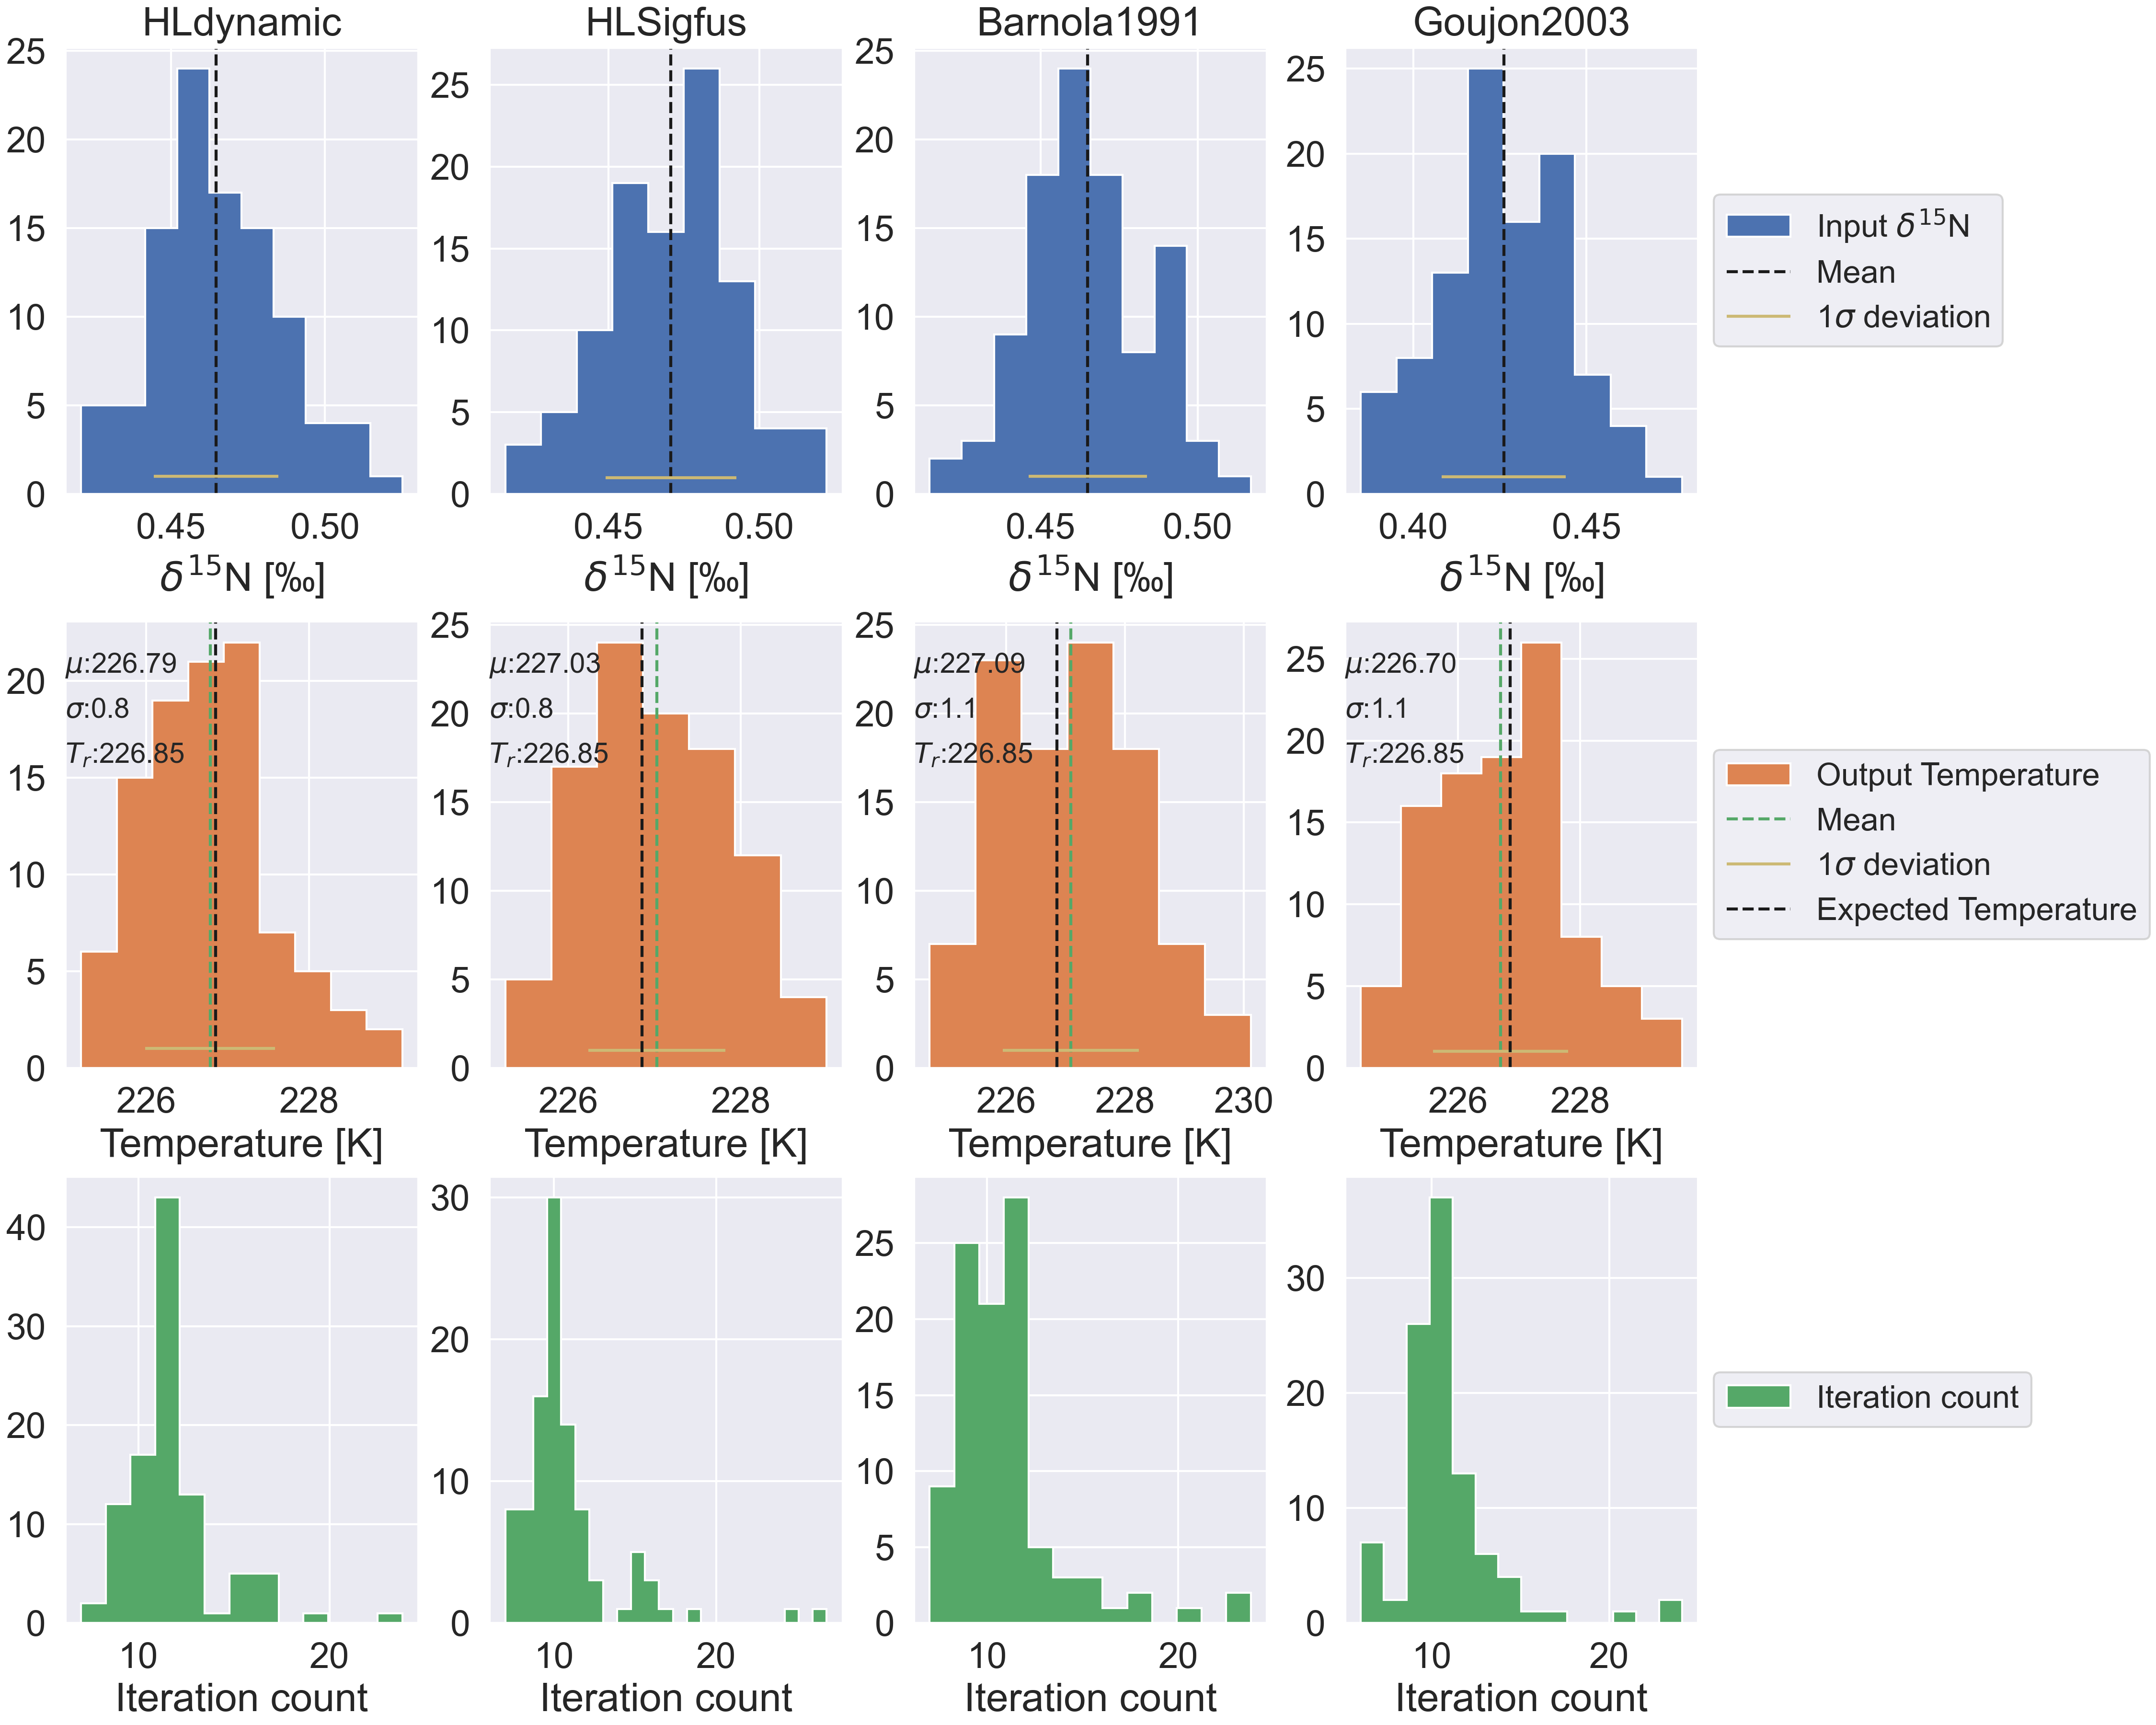 HLdynamic
HLSigfus
Barnola1991
Goujon2003
25
20
15
10
5
0
0.45
0.50
δ¹⁵N [‰]
25
20
15
10
5
0
0.45
0.50
δ¹⁵N [‰]
25
20
15
10
5
0
0.45
0.50
δ¹⁵N [‰]
25
20
15
10
5
0
0.40
0.45
δ¹⁵N [‰]
Input δ¹⁵N
Mean
1σ deviation
20
15
10
5
0
μ:226.79
σ:0.8
Tᵣ:226.85
226
228
Temperature [K]
25
20
15
10
5
0
μ:227.03
σ:0.8
Tᵣ:226.85
226
228
Temperature [K]
25
20
15
10
5
0
μ:227.09
σ:1.1
Tᵣ:226.85
226
228
230
Temperature [K]
25
20
15
10
5
0
μ:226.70
σ:1.1
Tᵣ:226.85
226
228
Temperature [K]
Output Temperature
Mean
1σ deviation
Expected Temperature
40
30
20
10
0
10
20
Iteration count
30
20
10
0
10
20
Iteration count
25
20
15
10
5
0
10
20
Iteration count
30
20
10
0
10
20
Iteration count
Iteration count